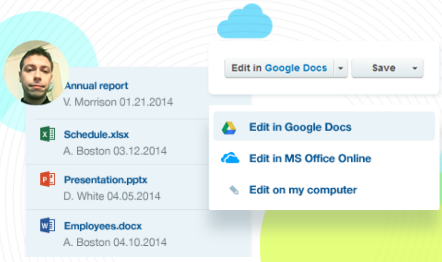 Annual report
V. Morrison 01.21.2014
Schedule.xlsx
A. Boston 03.12.2014
Presentation.pptx
D. White 04.05.2014
Employees.docx
A. Boston 04.10.2014
Edit in Google Docs
Save
Edit in Google Docs
Edit in MS Office Online
Edit on my computer